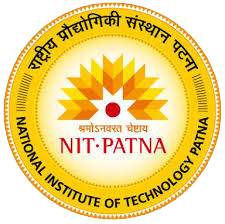 राष्ट्रीय प्रौद्योगिकी संस्थान पटना
श्रमोऽनवरत चेष्टाय
NIT·PATNA
NATIONAL INSTITUTE OF TECHNOLOGY PATNA